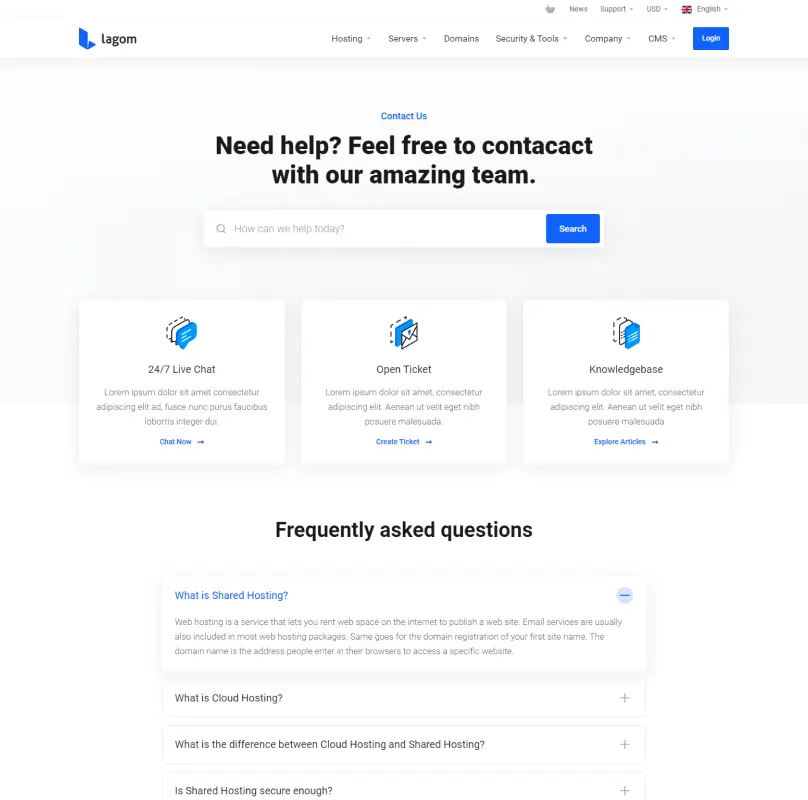 News Support USD English
lagom
Hosting Servers Domains Security & Tools Company CMS Login
Contact Us
Need help? Feel free to contacact
with our amazing team.
How can we help today? Search
24/7 Live Chat
Lorem ipsum dolor sit amet consectetur
adipiscing elit ad, fusce nunc purus faucibus
lobortis integer dui.
Chat Now
Open Ticket
Lorem ipsum dolor sit amet, consectetur
adipiscing elit. Aenean ut velit eget nibh
posuere malesuada.
Create Ticket
Knowledgebase
Lorem ipsum dolor sit amet, consectetur
adipiscing elit. Aenean ut velit eget nibh
posuere malesuada
Explore Articles
Frequently asked questions
What is Shared Hosting?
Web hosting is a service that lets you rent web space on the internet to publish a web site. Email services are usually
also included in most web hosting packages. Same goes for the domain registration of your first site name. The
domain name is the address people enter in their browsers to access a specific website.
What is Cloud Hosting?
What is the difference between Cloud Hosting and Shared Hosting?
Is Shared Hosting secure enough?